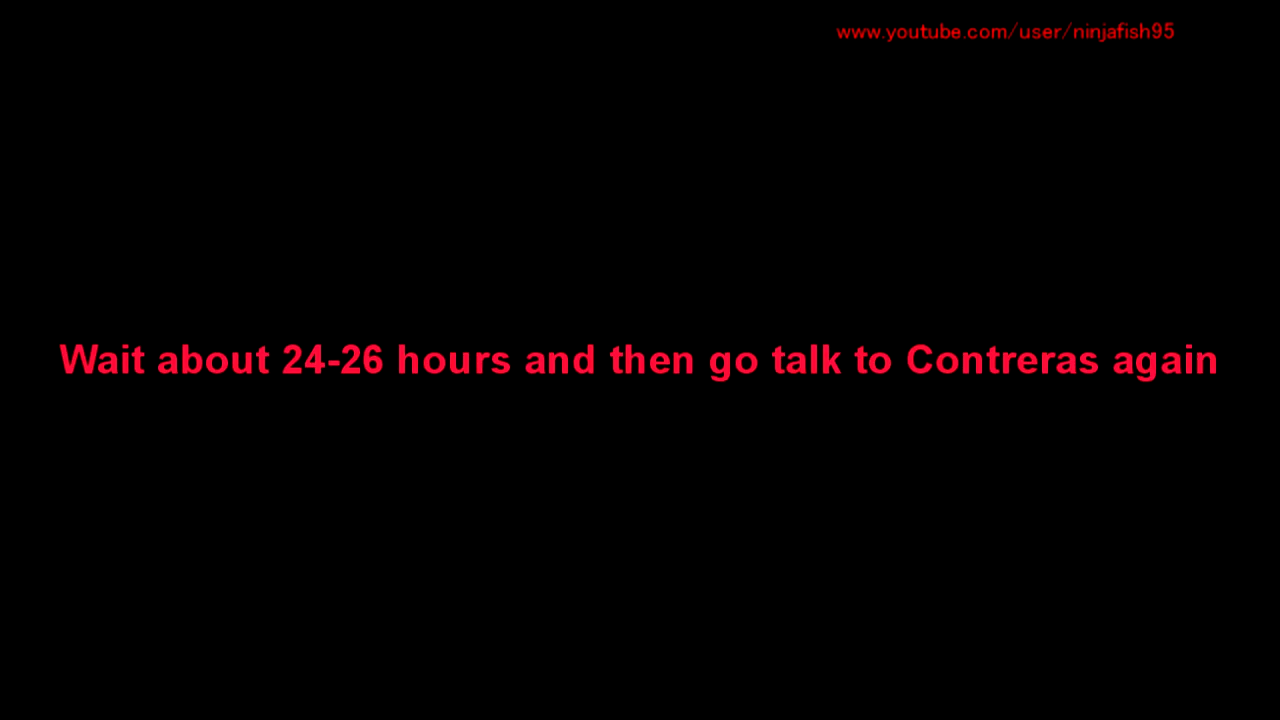 www.youtube.com/user/ninjafish95
Wait about 24-26 hours and then go talk to Contreras again